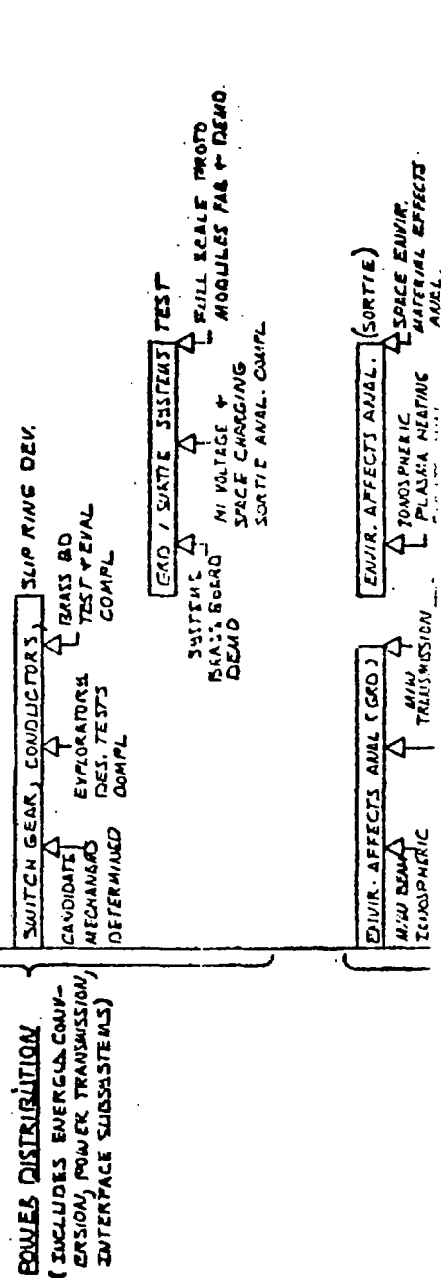 POWER DISTRIBUTION
(INCLUDES ENERGY CONV-
ERSION, POWER TRANSMISSION,
INTERFACE SUBSYSTEMS)
SWITCH GEAR, CONDUCTORS, SLIP RING DEV.
CANDIDATE
MECHANISMS
DETERMINED
EXPLORATORY
DES. TESTS
COMPL
BRASS BD
TEST + EVAL
COMPL
GRD / SORTIE SYSTEMS TEST
SYSTEMS
BRASS BOARD
DEMO
HI VOLTAGE +
SPACE CHARGING
SORTIE ANAL. COMPL
FULL SCALE PROTO
MODULES FAB + DEMO.
ENVIR. AFFECTS ANAL (GRD)
M/W BEAM
IONOSPHERIC
M/W
TRANSMISSION
ENVIR. AFFECTS ANAL. (SORTIE)
IONOSPHERIC
PLASMA HEATING
SPACE ENVIR.
MATERIAL EFFECTS
ANAL.